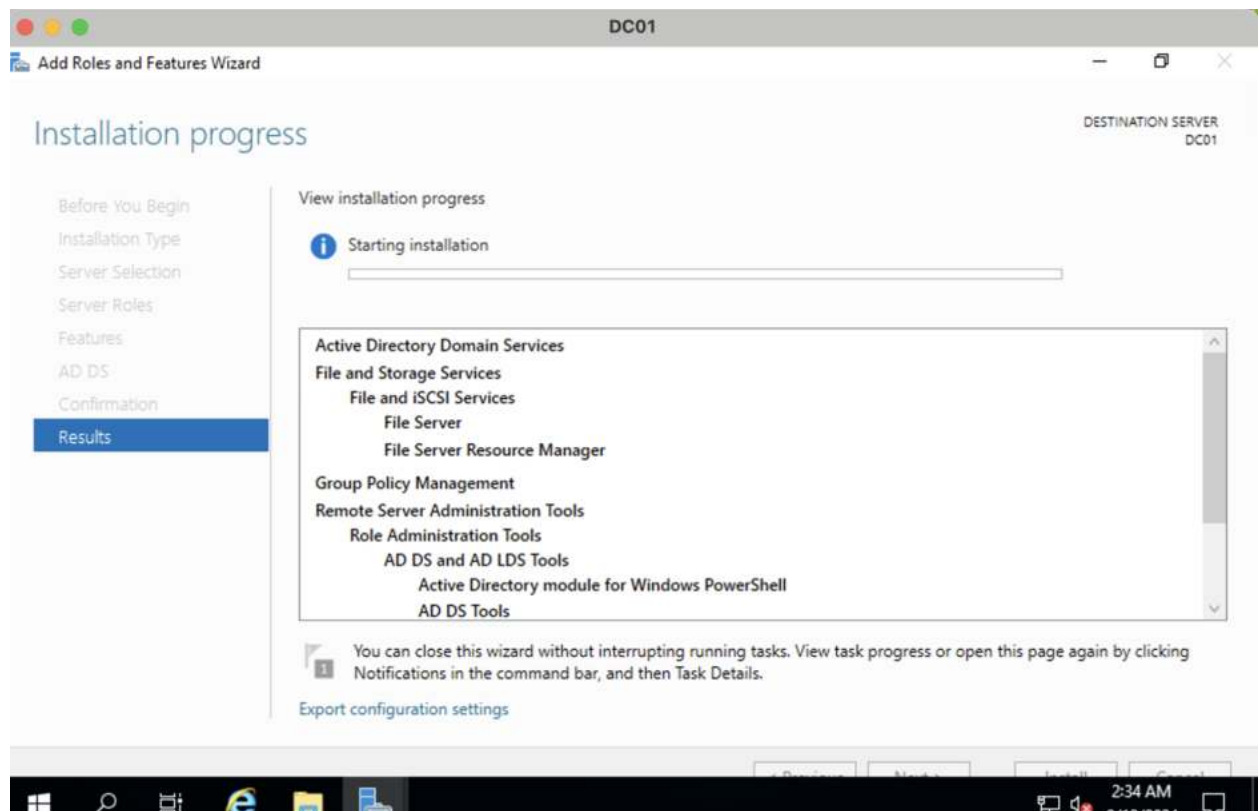 DC01
Add Roles and Features Wizard
Installation progress
DESTINATION SERVER
DC01
Before You Begin
Installation Type
Server Selection
Server Roles
Features
AD DS
Confirmation
Results
View installation progress
Starting installation
Active Directory Domain Services
File and Storage Services
File and iSCSI Services
File Server
File Server Resource Manager
Group Policy Management
Remote Server Administration Tools
Role Administration Tools
AD DS and AD LDS Tools
Active Directory module for Windows PowerShell
AD DS Tools
1
You can close this wizard without interrupting running tasks. View task progress or open this page again by clicking
Notifications in the command bar, and then Task Details.
Export configuration settings
2:34 AM